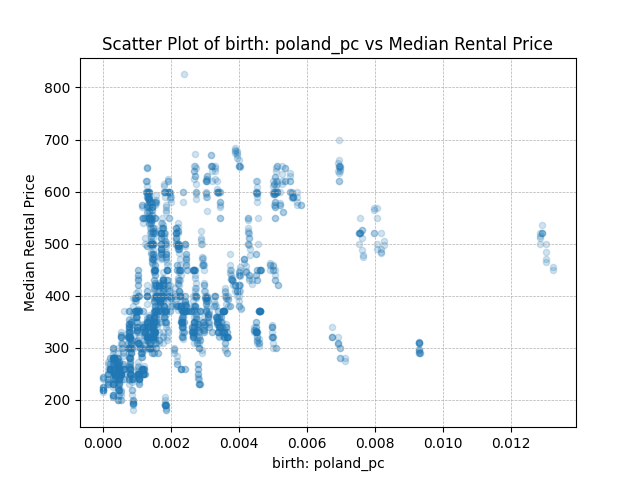 Scatter Plot of birth: poland_pc vs Median Rental Price
800
700
600
500
400
300
200
Median Rental Price
0.000 0.002 0.004 0.006 0.008 0.010 0.012
birth: poland_pc